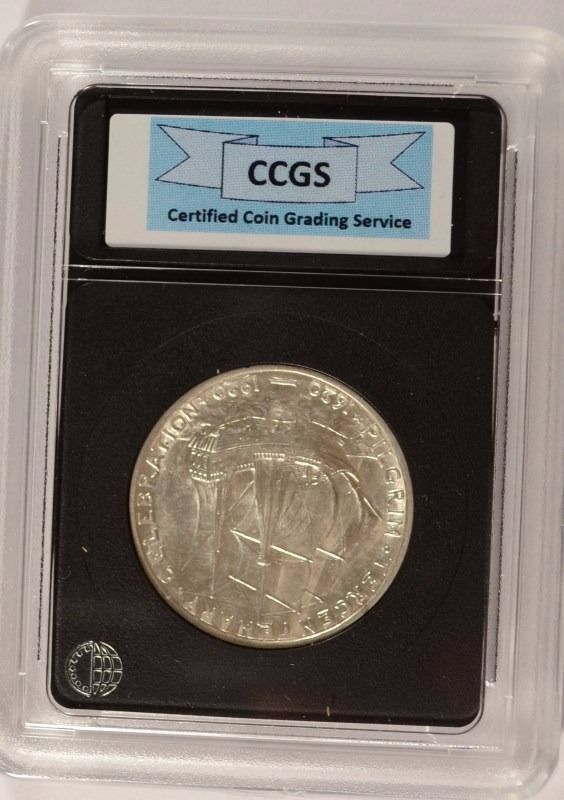 CCGS
Certified Coin Grading Service
PILGRIM TERCENTENARY CELEBRATION
1620 — 1920